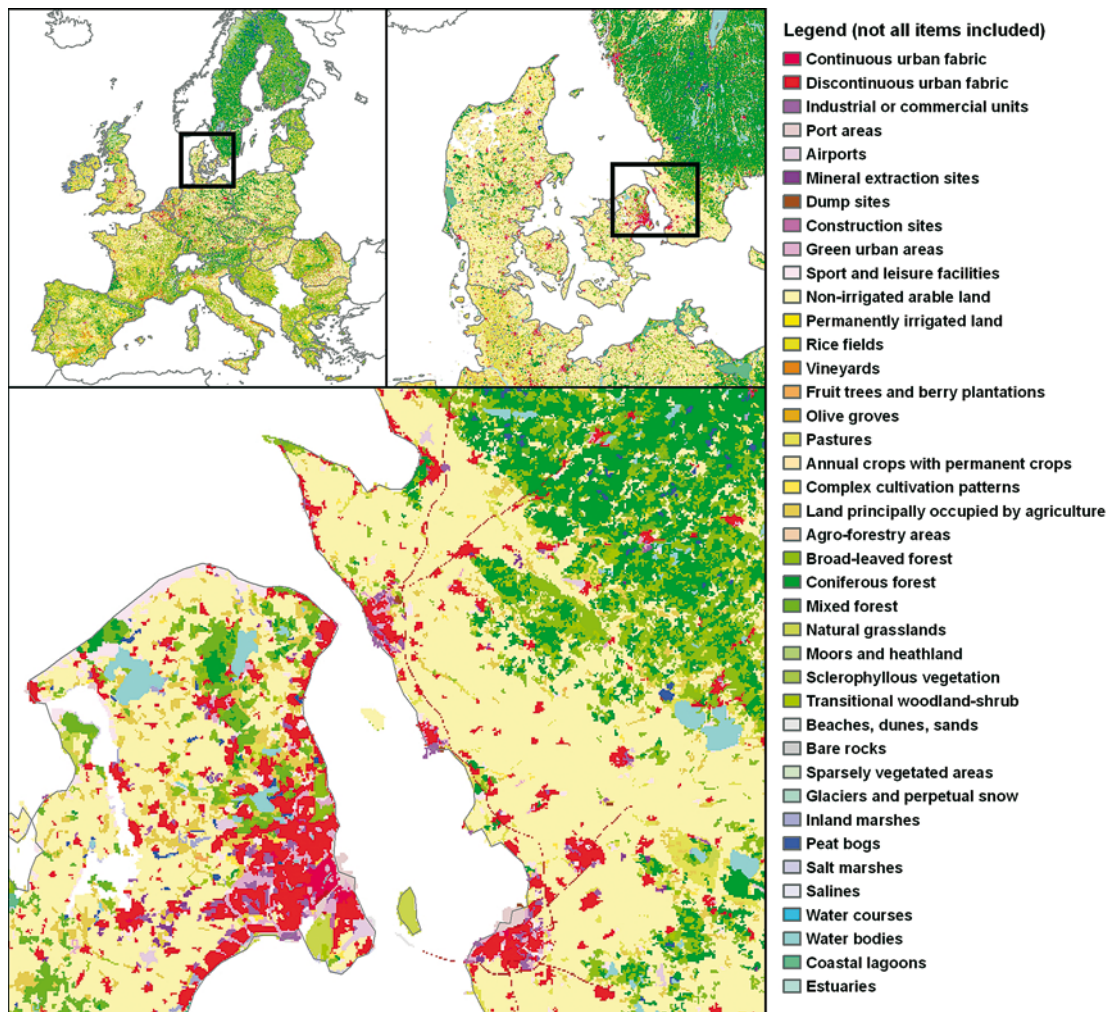 Legend (not all items included)
Continuous urban fabric
Discontinuous urban fabric
Industrial or commercial units
Port areas
Airports
Mineral extraction sites
Dump sites
Construction sites
Green urban areas
Sport and leisure facilities
Non-irrigated arable land
Permanently irrigated land
Rice fields
Vineyards
Fruit trees and berry plantations
Olive groves
Pastures
Annual crops with permanent crops
Complex cultivation patterns
Land principally occupied by agriculture
Agro-forestry areas
Broad-leaved forest
Coniferous forest
Mixed forest
Natural grasslands
Moors and heathland
Sclerophyllous vegetation
Transitional woodland-shrub
Beaches, dunes, sands
Bare rocks
Sparsely vegetated areas
Glaciers and perpetual snow
Inland marshes
Peat bogs
Salt marshes
Salines
Water courses
Water bodies
Coastal lagoons
Estuaries